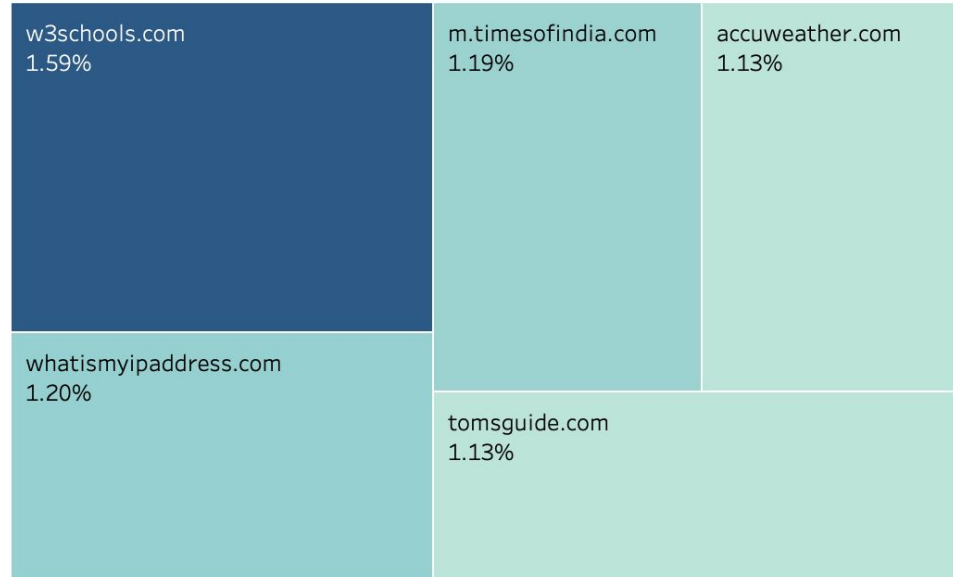 w3schools.com
1.59%
whatismyipaddress.com
1.20%
m.timesofindia.com
1.19%
accuweather.com
1.13%
tomsguide.com
1.13%